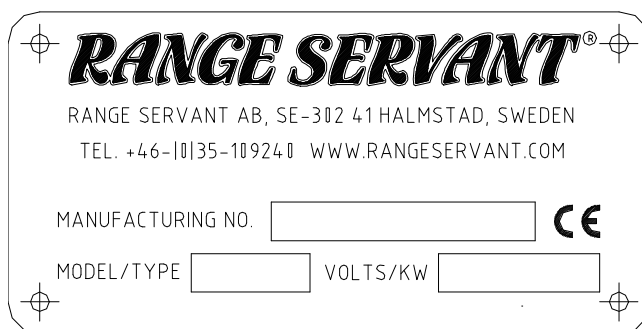 RANGE SERVANT®
RANGE SERVANT AB, SE-302 41 HALMSTAD, SWEDEN
TEL. +46-(0)35-109240 WWW.RANGESERVANT.COM
MANUFACTURING NO. CE
MODEL/TYPE VOLTS/KW